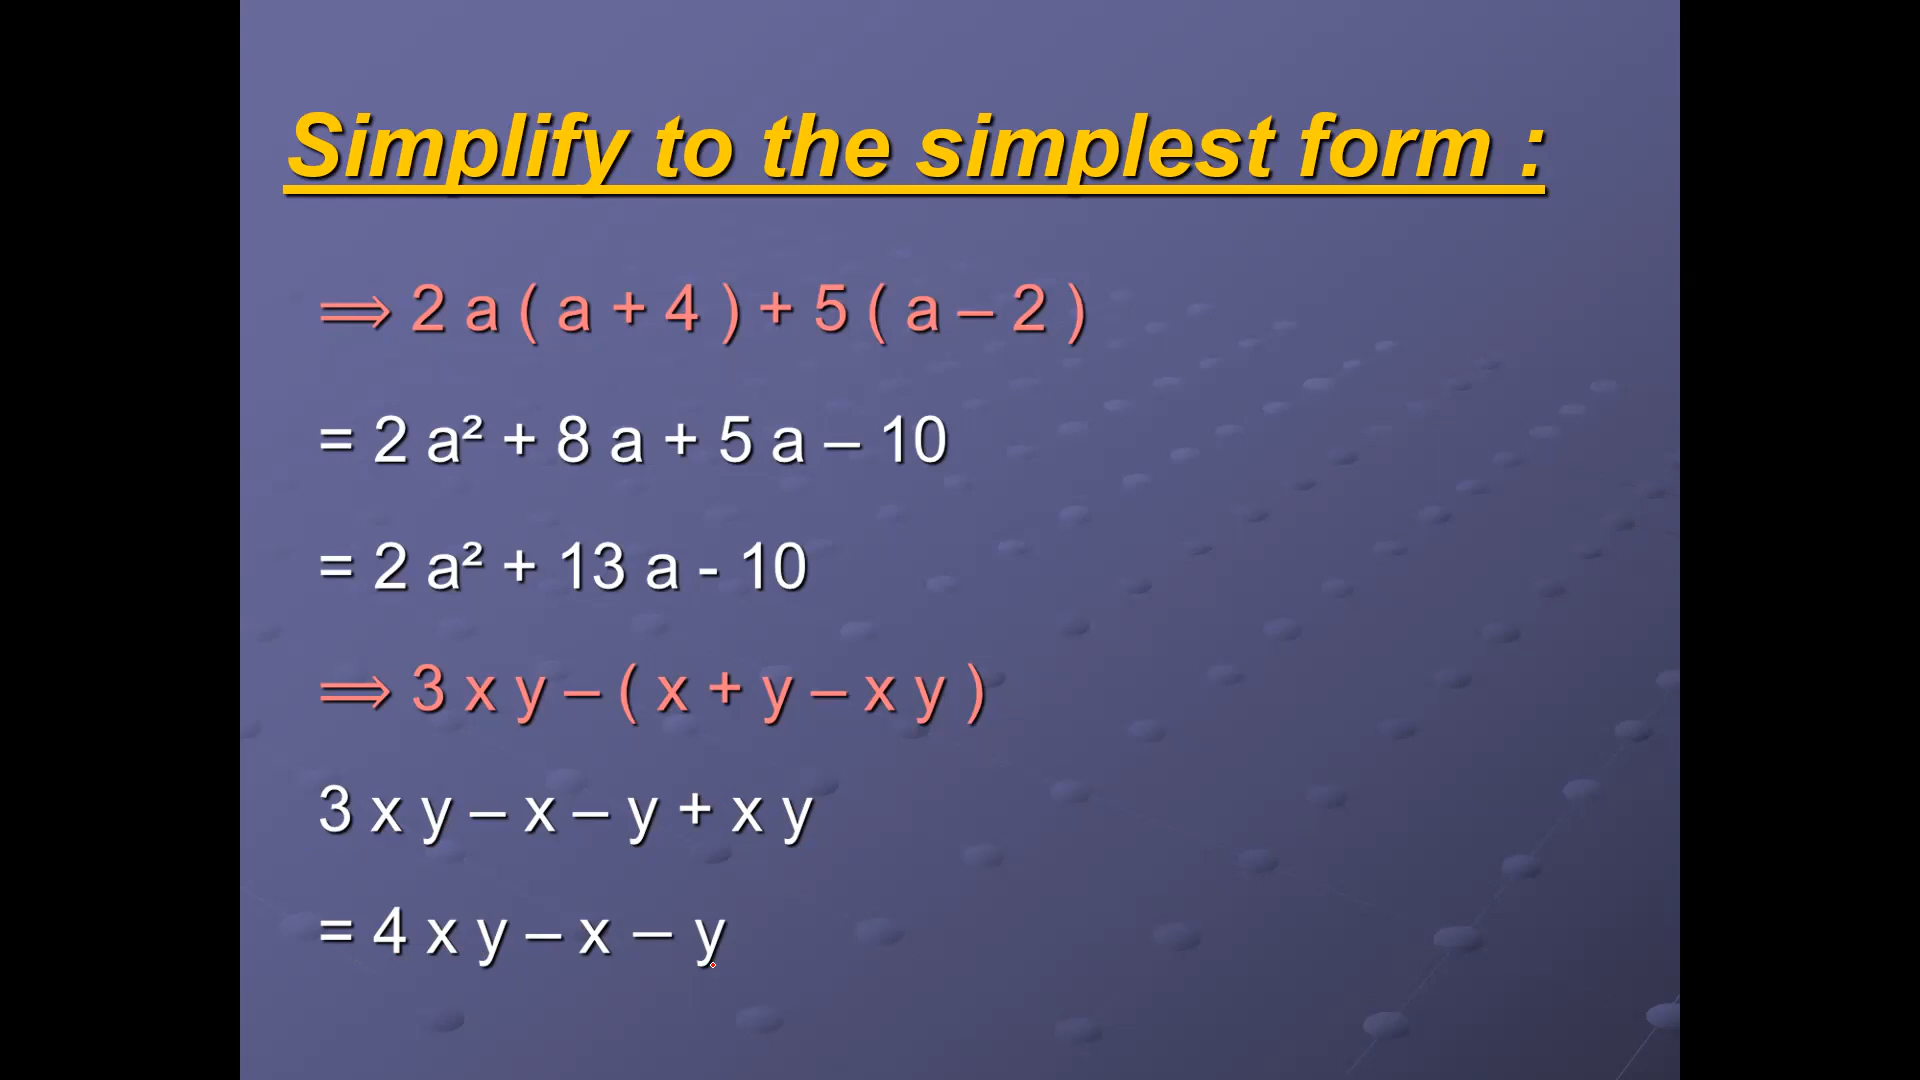 Simplify to the simplest form :
⟹ 2 a ( a + 4 ) + 5 ( a – 2 )
= 2 a² + 8 a + 5 a – 10
= 2 a² + 13 a - 10
⟹ 3 x y – ( x + y – x y )
3 x y – x – y + x y
= 4 x y – x – y